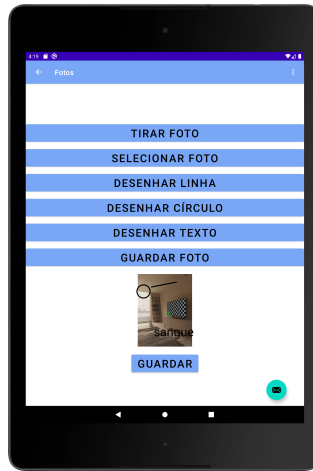 4:19
Fotos
TIRAR FOTO
SELECIONAR FOTO
DESENHAR LINHA
DESENHAR CÍRCULO
DESENHAR TEXTO
GUARDAR FOTO
sangue
GUARDAR